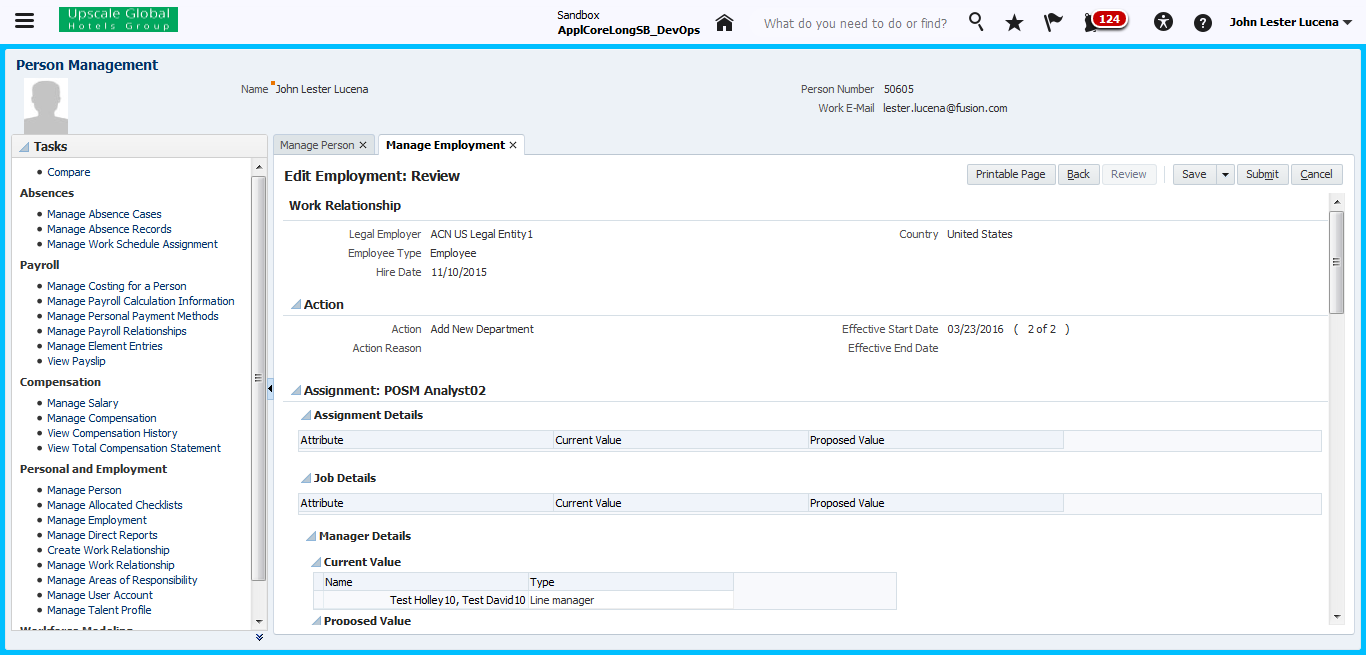 Upscale Global
Hotels Group
Sandbox
ApplCoreLongSB_DevOps
What do you need to do or find?
124
John Lester Lucena
Person Management
Name John Lester Lucena
Person Number 50605
Work E-Mail lester.lucena@fusion.com
Tasks
Compare
Absences
Manage Absence Cases
Manage Absence Records
Manage Work Schedule Assignment
Payroll
Manage Costing for a Person
Manage Payroll Calculation Information
Manage Personal Payment Methods
Manage Payroll Relationships
Manage Element Entries
View Payslip
Compensation
Manage Salary
Manage Compensation
View Compensation History
View Total Compensation Statement
Personal and Employment
Manage Person
Manage Allocated Checklists
Manage Employment
Manage Direct Reports
Create Work Relationship
Manage Work Relationship
Manage Areas of Responsibility
Manage User Account
Manage Talent Profile
Workforce Modeling
Manage Person Manage Employment
Edit Employment: Review
Printable Page Back Review Save Submit Cancel
Work Relationship
Legal Employer ACN US Legal Entity1 Country United States
Employee Type Employee
Hire Date 11/10/2015
Action
Action Add New Department Effective Start Date 03/23/2016 ( 2 of 2 )
Action Reason Effective End Date
Assignment: POSM Analyst02
Assignment Details
Attribute Current Value Proposed Value
Job Details
Attribute Current Value Proposed Value
Manager Details
Current Value
Name Type
Test Holley10, Test David10 Line manager
Proposed Value